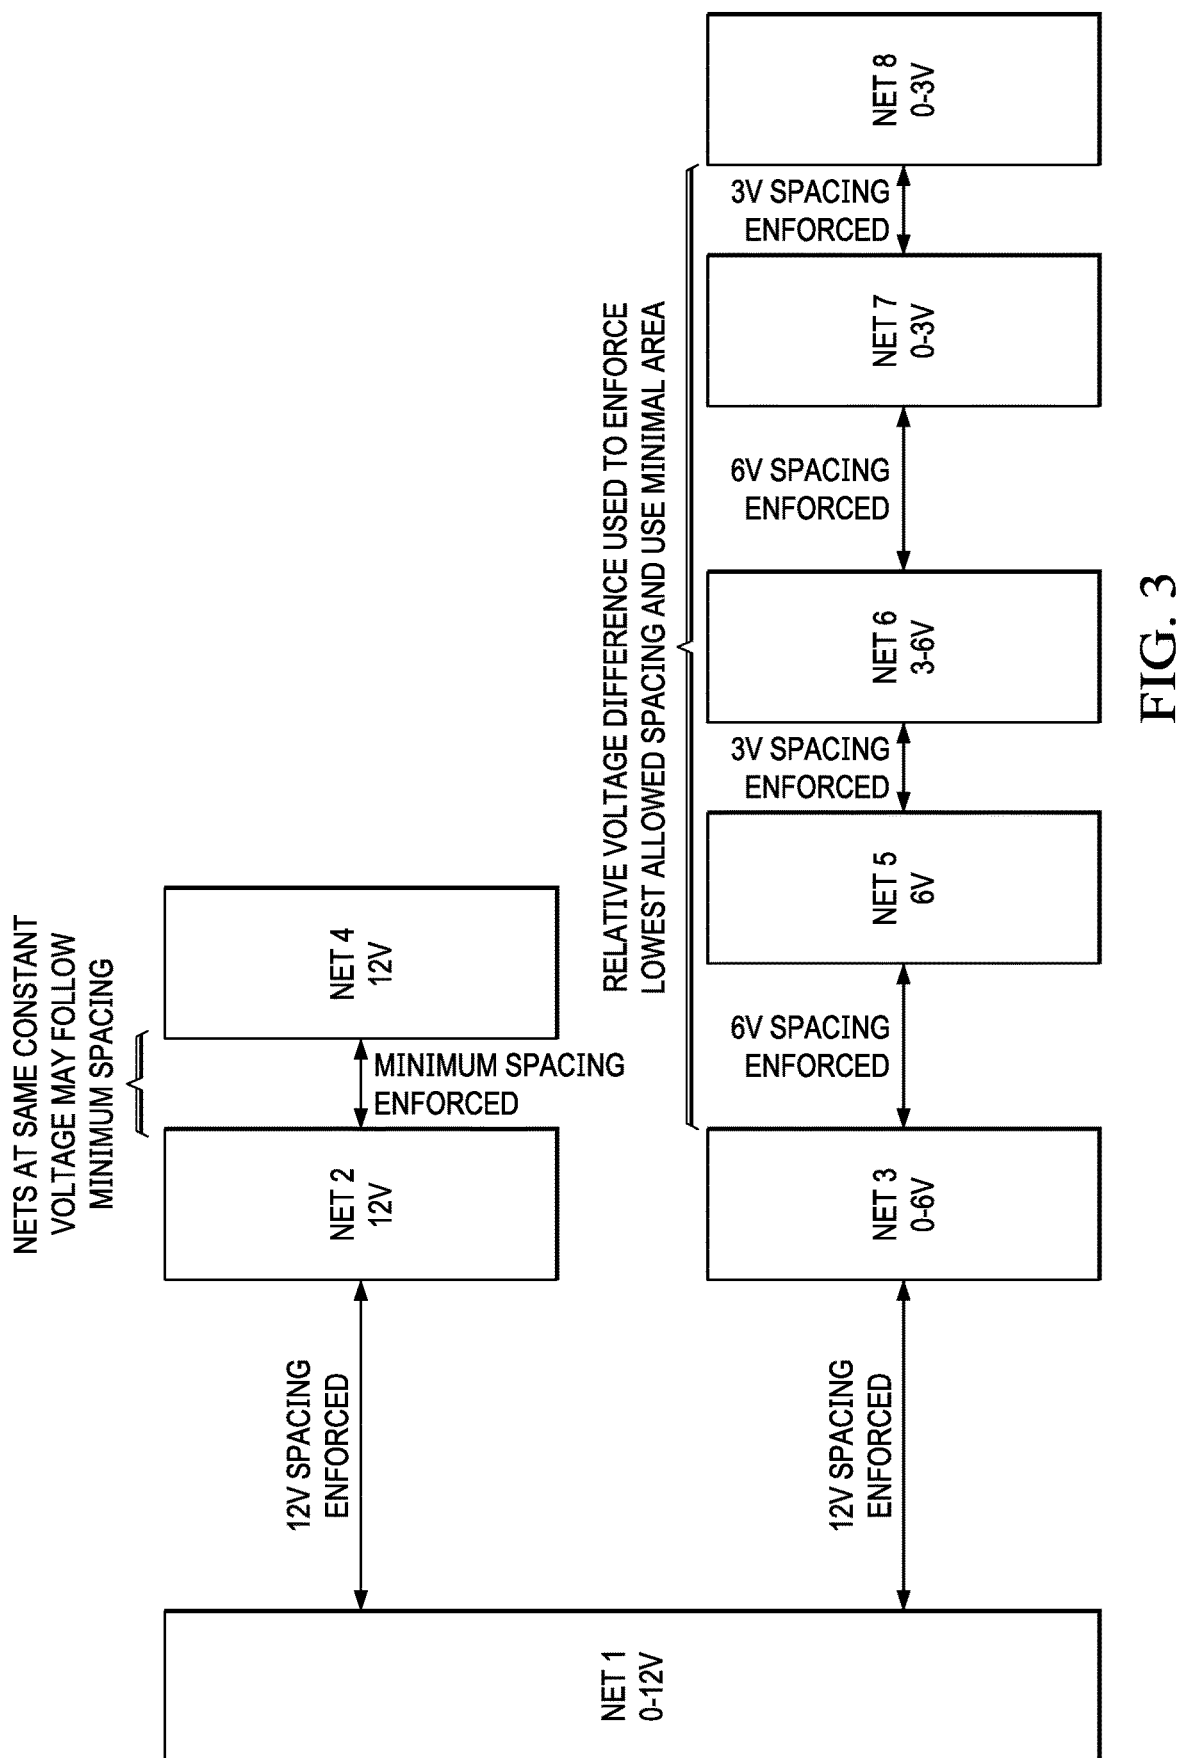 NETS AT SAME CONSTANT
VOLTAGE MAY FOLLOW
MINIMUM SPACING
NET 1
0-12V
12V SPACING
ENFORCED
NET 2
12V
MINIMUM SPACING
ENFORCED
NET 4
12V
RELATIVE VOLTAGE DIFFERENCE USED TO ENFORCE
LOWEST ALLOWED SPACING AND USE MINIMAL AREA
12V SPACING
ENFORCED
NET 3
0-6V
6V SPACING
ENFORCED
NET 5
6V
3V SPACING
ENFORCED
NET 6
3-6V
6V SPACING
ENFORCED
NET 7
0-3V
3V SPACING
ENFORCED
NET 8
0-3V
FIG. 3